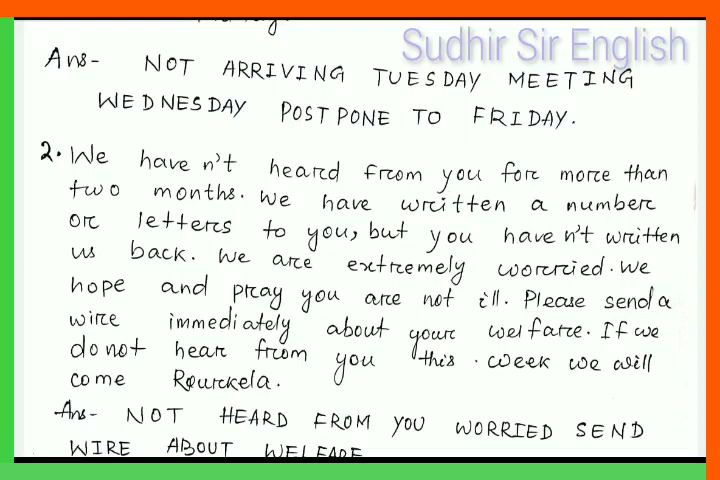 Sudhir Sir English
Ans- NOT ARRIVING TUESDAY MEETING
WEDNESDAY POSTPONE TO FRIDAY.
2. We have n't heard from you for more than
two months. We have written a number
or letters to you, but you have n't written
us back. We are extremely worried. We
hope and pray you are not ill. Please send a
wire immediately about your welfare. If we
do not hear from you this. week we will
come Rourkela.
Ans- NOT HEARD FROM YOU WORRIED SEND
WIRE ABOUT WELFARE